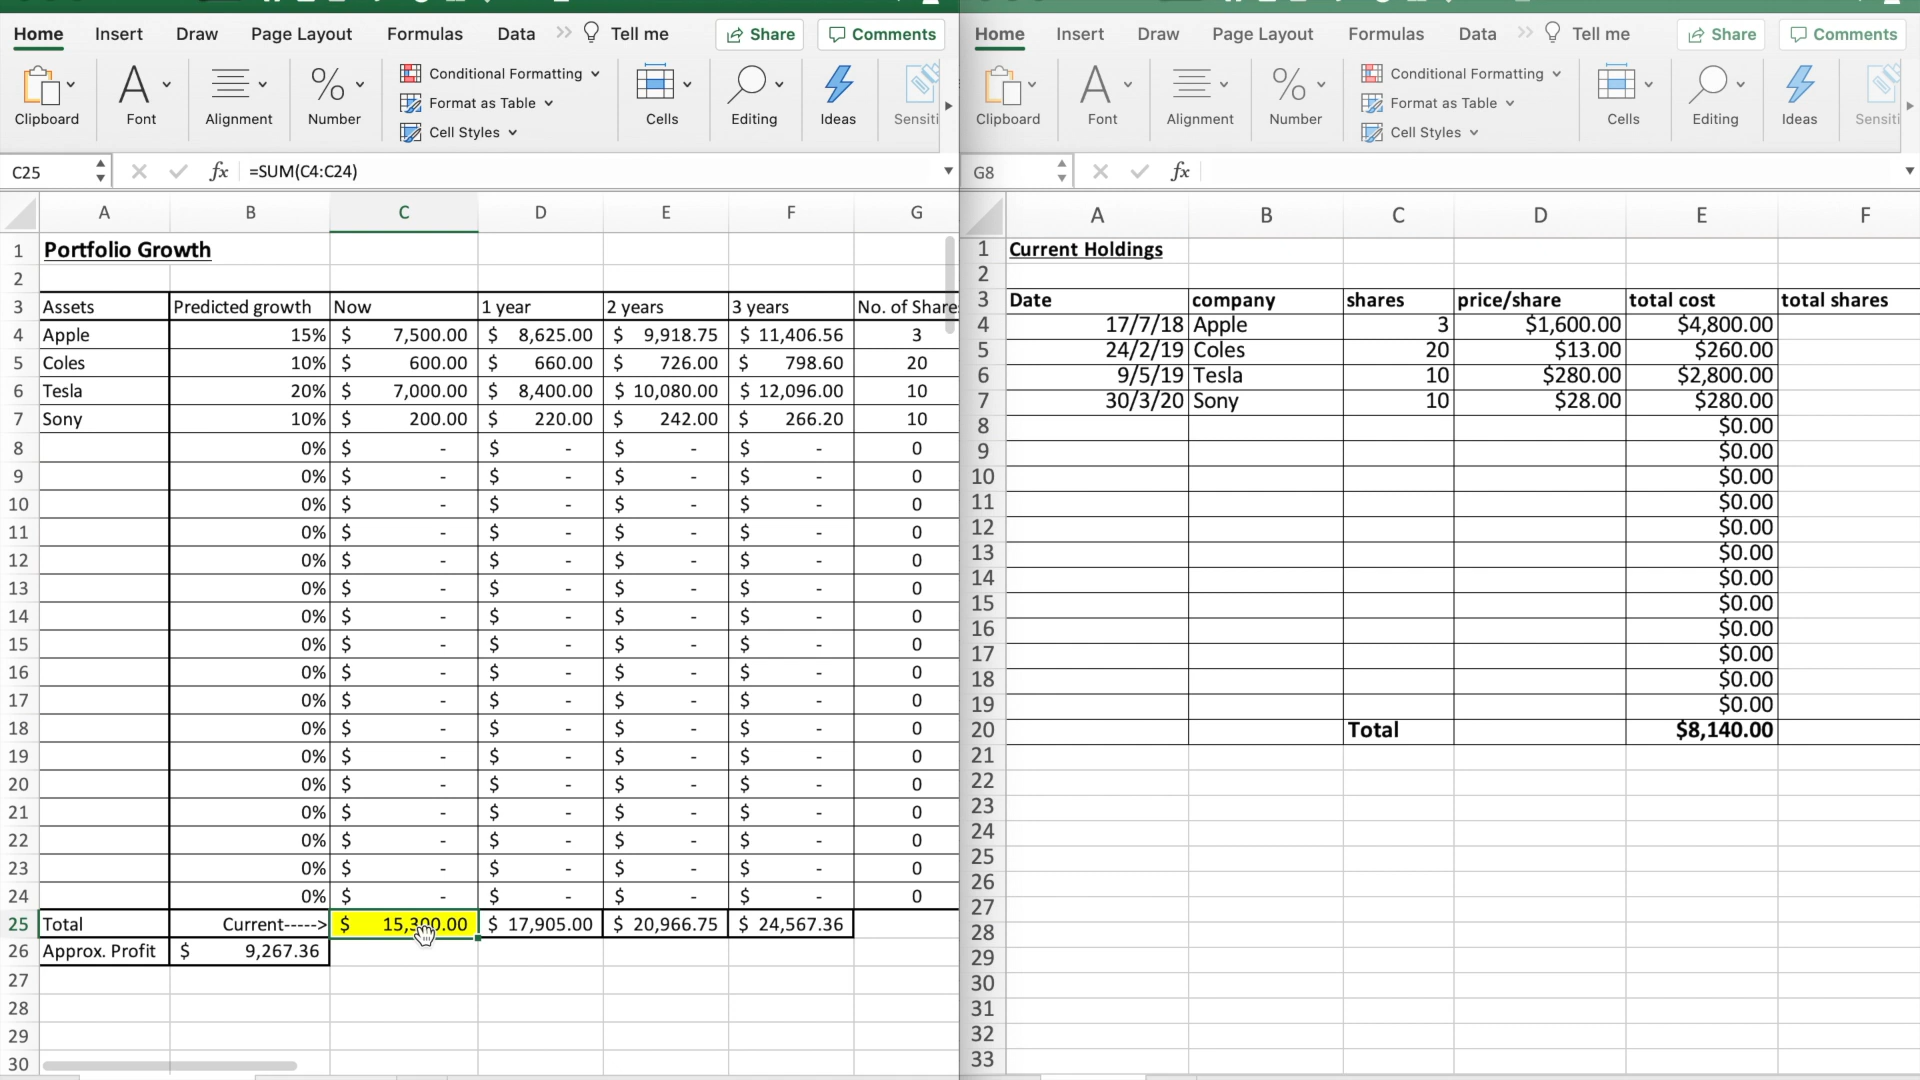 Home Insert Draw Page Layout Formulas Data Tell me Share Comments
Clipboard Font Alignment % Number Conditional Formatting Format as Table Cell Styles Cells Editing Ideas Sensiti
C25 fx =SUM(C4:C24)
A B C D E F G
1 Portfolio Growth
2
3 Assets Predicted growth Now 1 year 2 years 3 years No. of Share
4 Apple 15% $ 7,500.00 $ 8,625.00 $ 9,918.75 $ 11,406.56 3
5 Coles 10% $ 600.00 $ 660.00 $ 726.00 $ 798.60 20
6 Tesla 20% $ 7,000.00 $ 8,400.00 $ 10,080.00 $ 12,096.00 10
7 Sony 10% $ 200.00 $ 220.00 $ 242.00 $ 266.20 10
8 0% $ - $ - $ - $ - 0
9 0% $ - $ - $ - $ - 0
10 0% $ - $ - $ - $ - 0
11 0% $ - $ - $ - $ - 0
12 0% $ - $ - $ - $ - 0
13 0% $ - $ - $ - $ - 0
14 0% $ - $ - $ - $ - 0
15 0% $ - $ - $ - $ - 0
16 0% $ - $ - $ - $ - 0
17 0% $ - $ - $ - $ - 0
18 0% $ - $ - $ - $ - 0
19 0% $ - $ - $ - $ - 0
20 0% $ - $ - $ - $ - 0
21 0% $ - $ - $ - $ - 0
22 0% $ - $ - $ - $ - 0
23 0% $ - $ - $ - $ - 0
24 0% $ - $ - $ - $ - 0
25 Total Current-----> $ 15,300.00 $ 17,905.00 $ 20,966.75 $ 24,567.36
26 Approx. Profit $ 9,267.36
27
28
29
30
Home Insert Draw Page Layout Formulas Data Tell me Share Comments
Clipboard Font Alignment % Number Conditional Formatting Format as Table Cell Styles Cells Editing Ideas Sensiti
G8 fx
A B C D E F
1 Current Holdings
2
3 Date company shares price/share total cost total shares
4 17/7/18 Apple 3 $1,600.00 $4,800.00
5 24/2/19 Coles 20 $13.00 $260.00
6 9/5/19 Tesla 10 $280.00 $2,800.00
7 30/3/20 Sony 10 $28.00 $280.00
8 $0.00
9 $0.00
10 $0.00
11 $0.00
12 $0.00
13 $0.00
14 $0.00
15 $0.00
16 $0.00
17 $0.00
18 $0.00
19 $0.00
20 Total $8,140.00
21
22
23
24
25
26
27
28
29
30
31
32
33